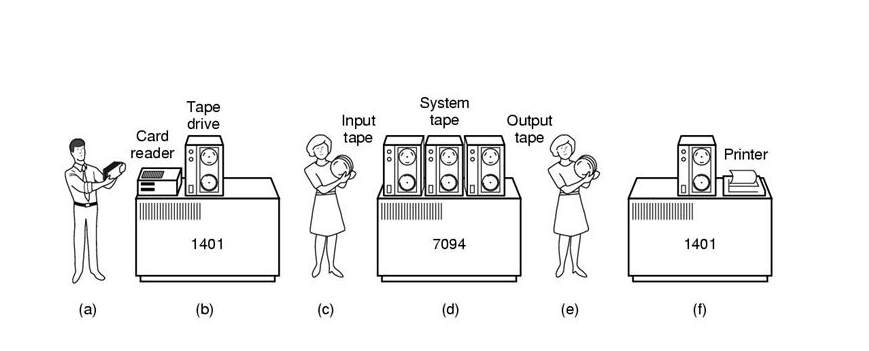 Tape
drive
Card
reader
1401
Input
tape
System
tape
7094
Output
tape
Printer
1401
(a)
(b)
(c)
(d)
(e)
(f)